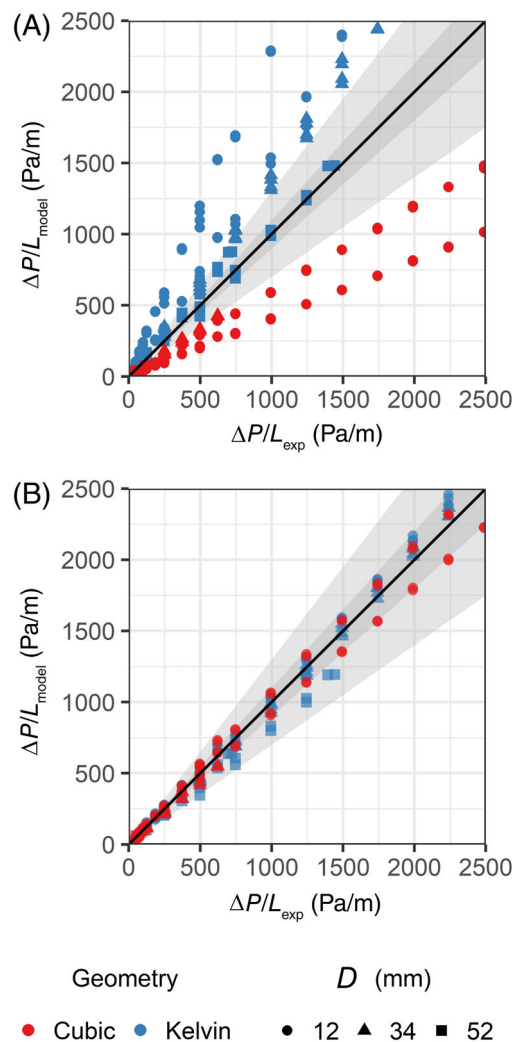 (A)
2500
2000
1500
1000
500
0
ΔP/L_model (Pa/m)
0 500 1000 1500 2000 2500
ΔP/L_exp (Pa/m)
(B)
2500
2000
1500
1000
500
0
ΔP/L_model (Pa/m)
0 500 1000 1500 2000 2500
ΔP/L_exp (Pa/m)
Geometry D (mm)
Cubic Kelvin 12 34 52